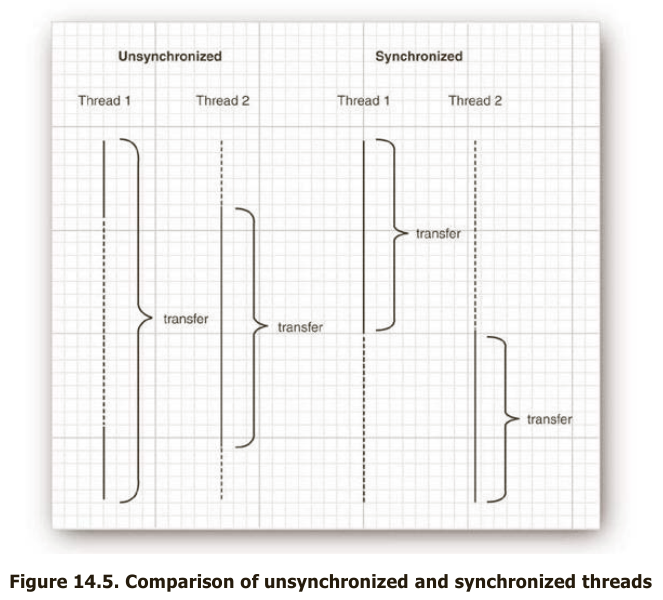 Unsynchronized Synchronized
Thread 1 Thread 2 Thread 1 Thread 2
transfer
transfer
transfer
transfer
Figure 14.5. Comparison of unsynchronized and synchronized threads